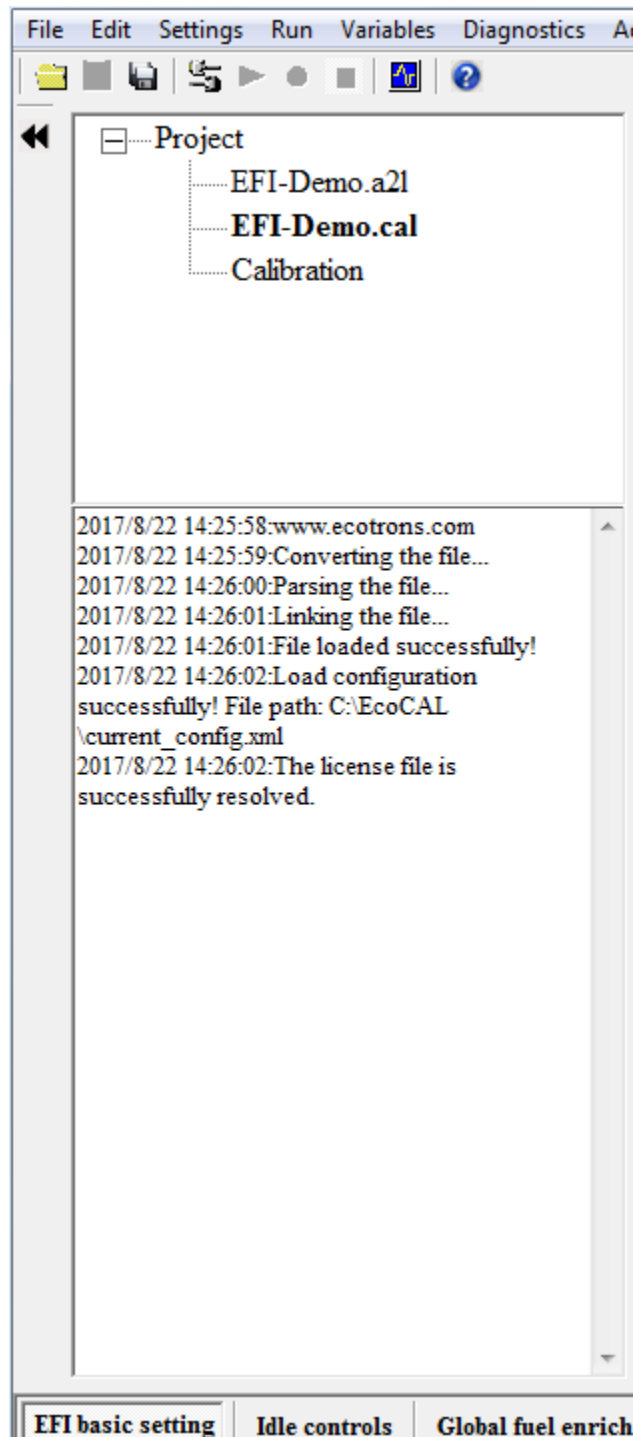 File Edit Settings Run Variables Diagnostics
Project
EFI-Demo.a2l
EFI-Demo.cal
Calibration
2017/8/22 14:25:58:www.ecotrons.com
2017/8/22 14:25:59:Converting the file...
2017/8/22 14:26:00:Parsing the file...
2017/8/22 14:26:01:Linking the file...
2017/8/22 14:26:01:File loaded successfully!
2017/8/22 14:26:02:Load configuration
successfully! File path: C:\EcoCAL
\current_config.xml
2017/8/22 14:26:02:The license file is
successfully resolved.
EFI basic setting Idle controls Global fuel enrich